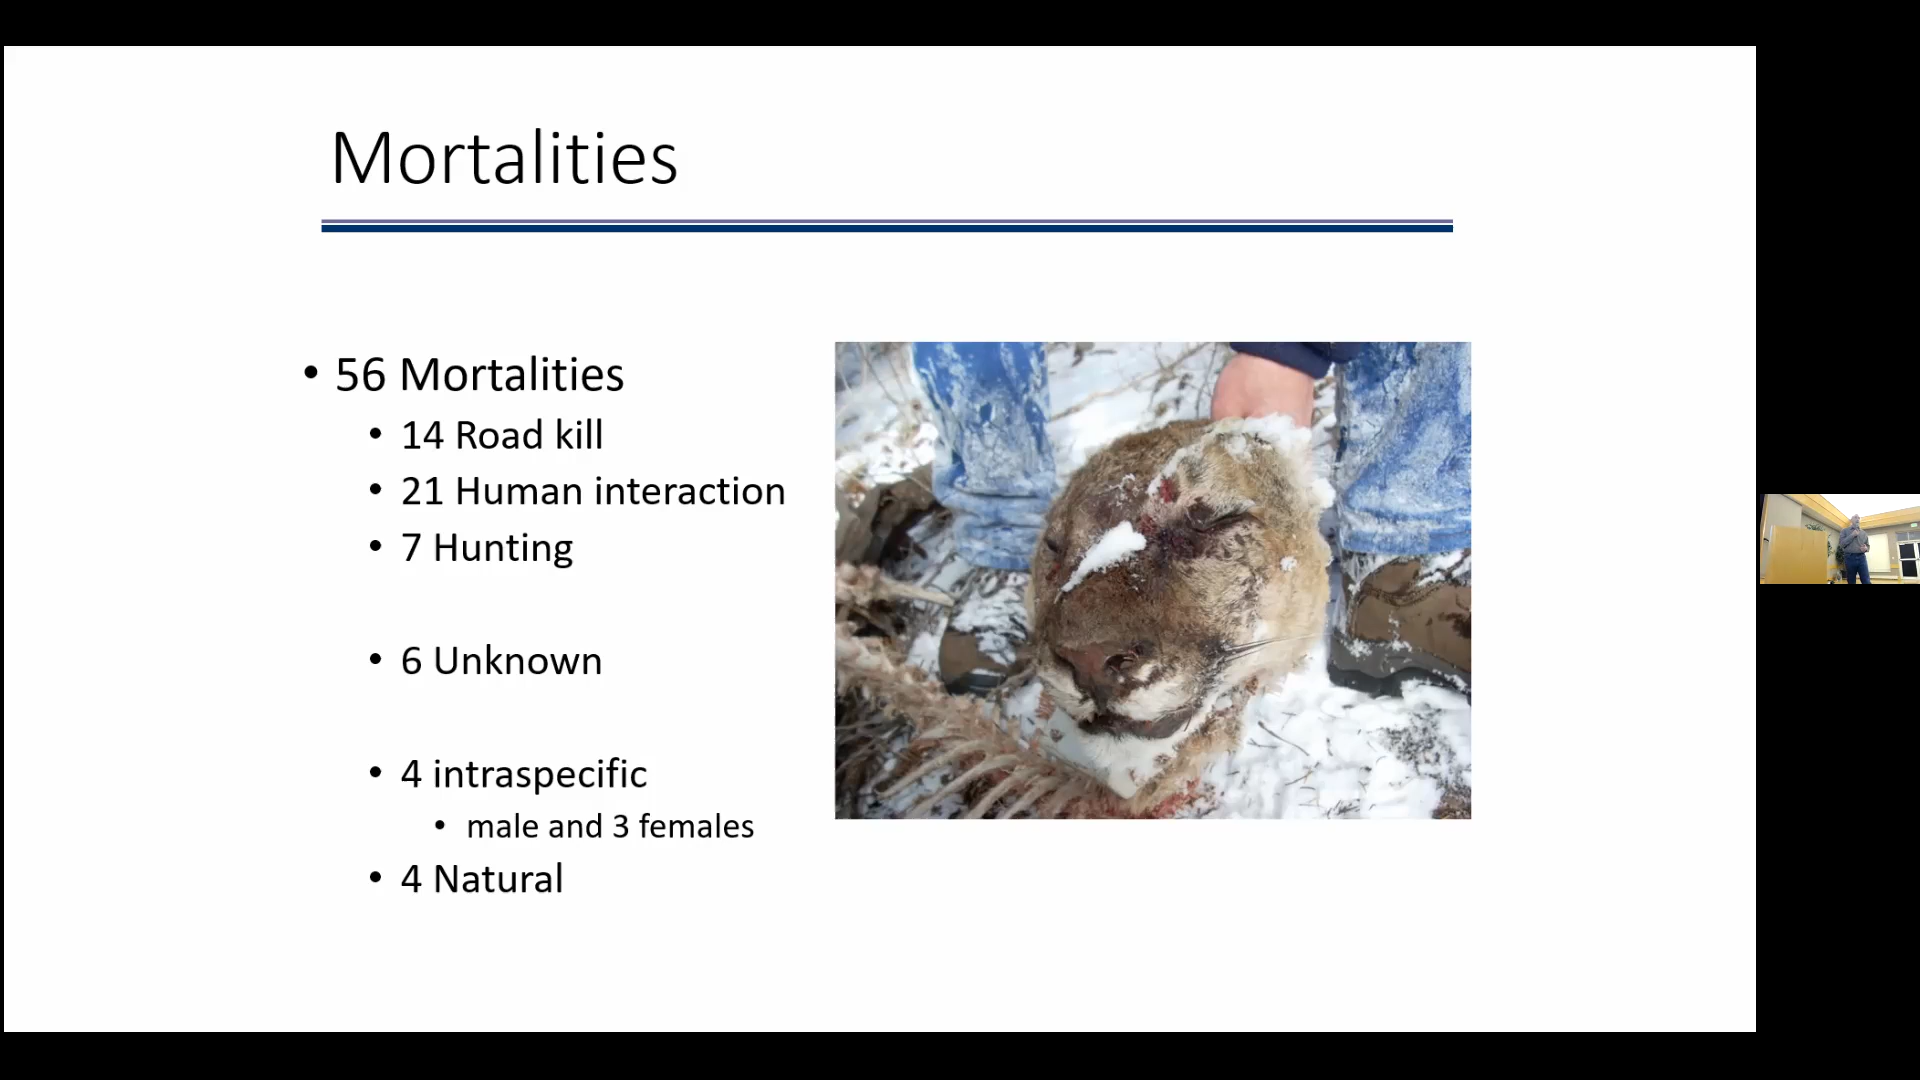 Mortalities
• 56 Mortalities
• 14 Road kill
• 21 Human interaction
• 7 Hunting
• 6 Unknown
• 4 intraspecific
• male and 3 females
• 4 Natural